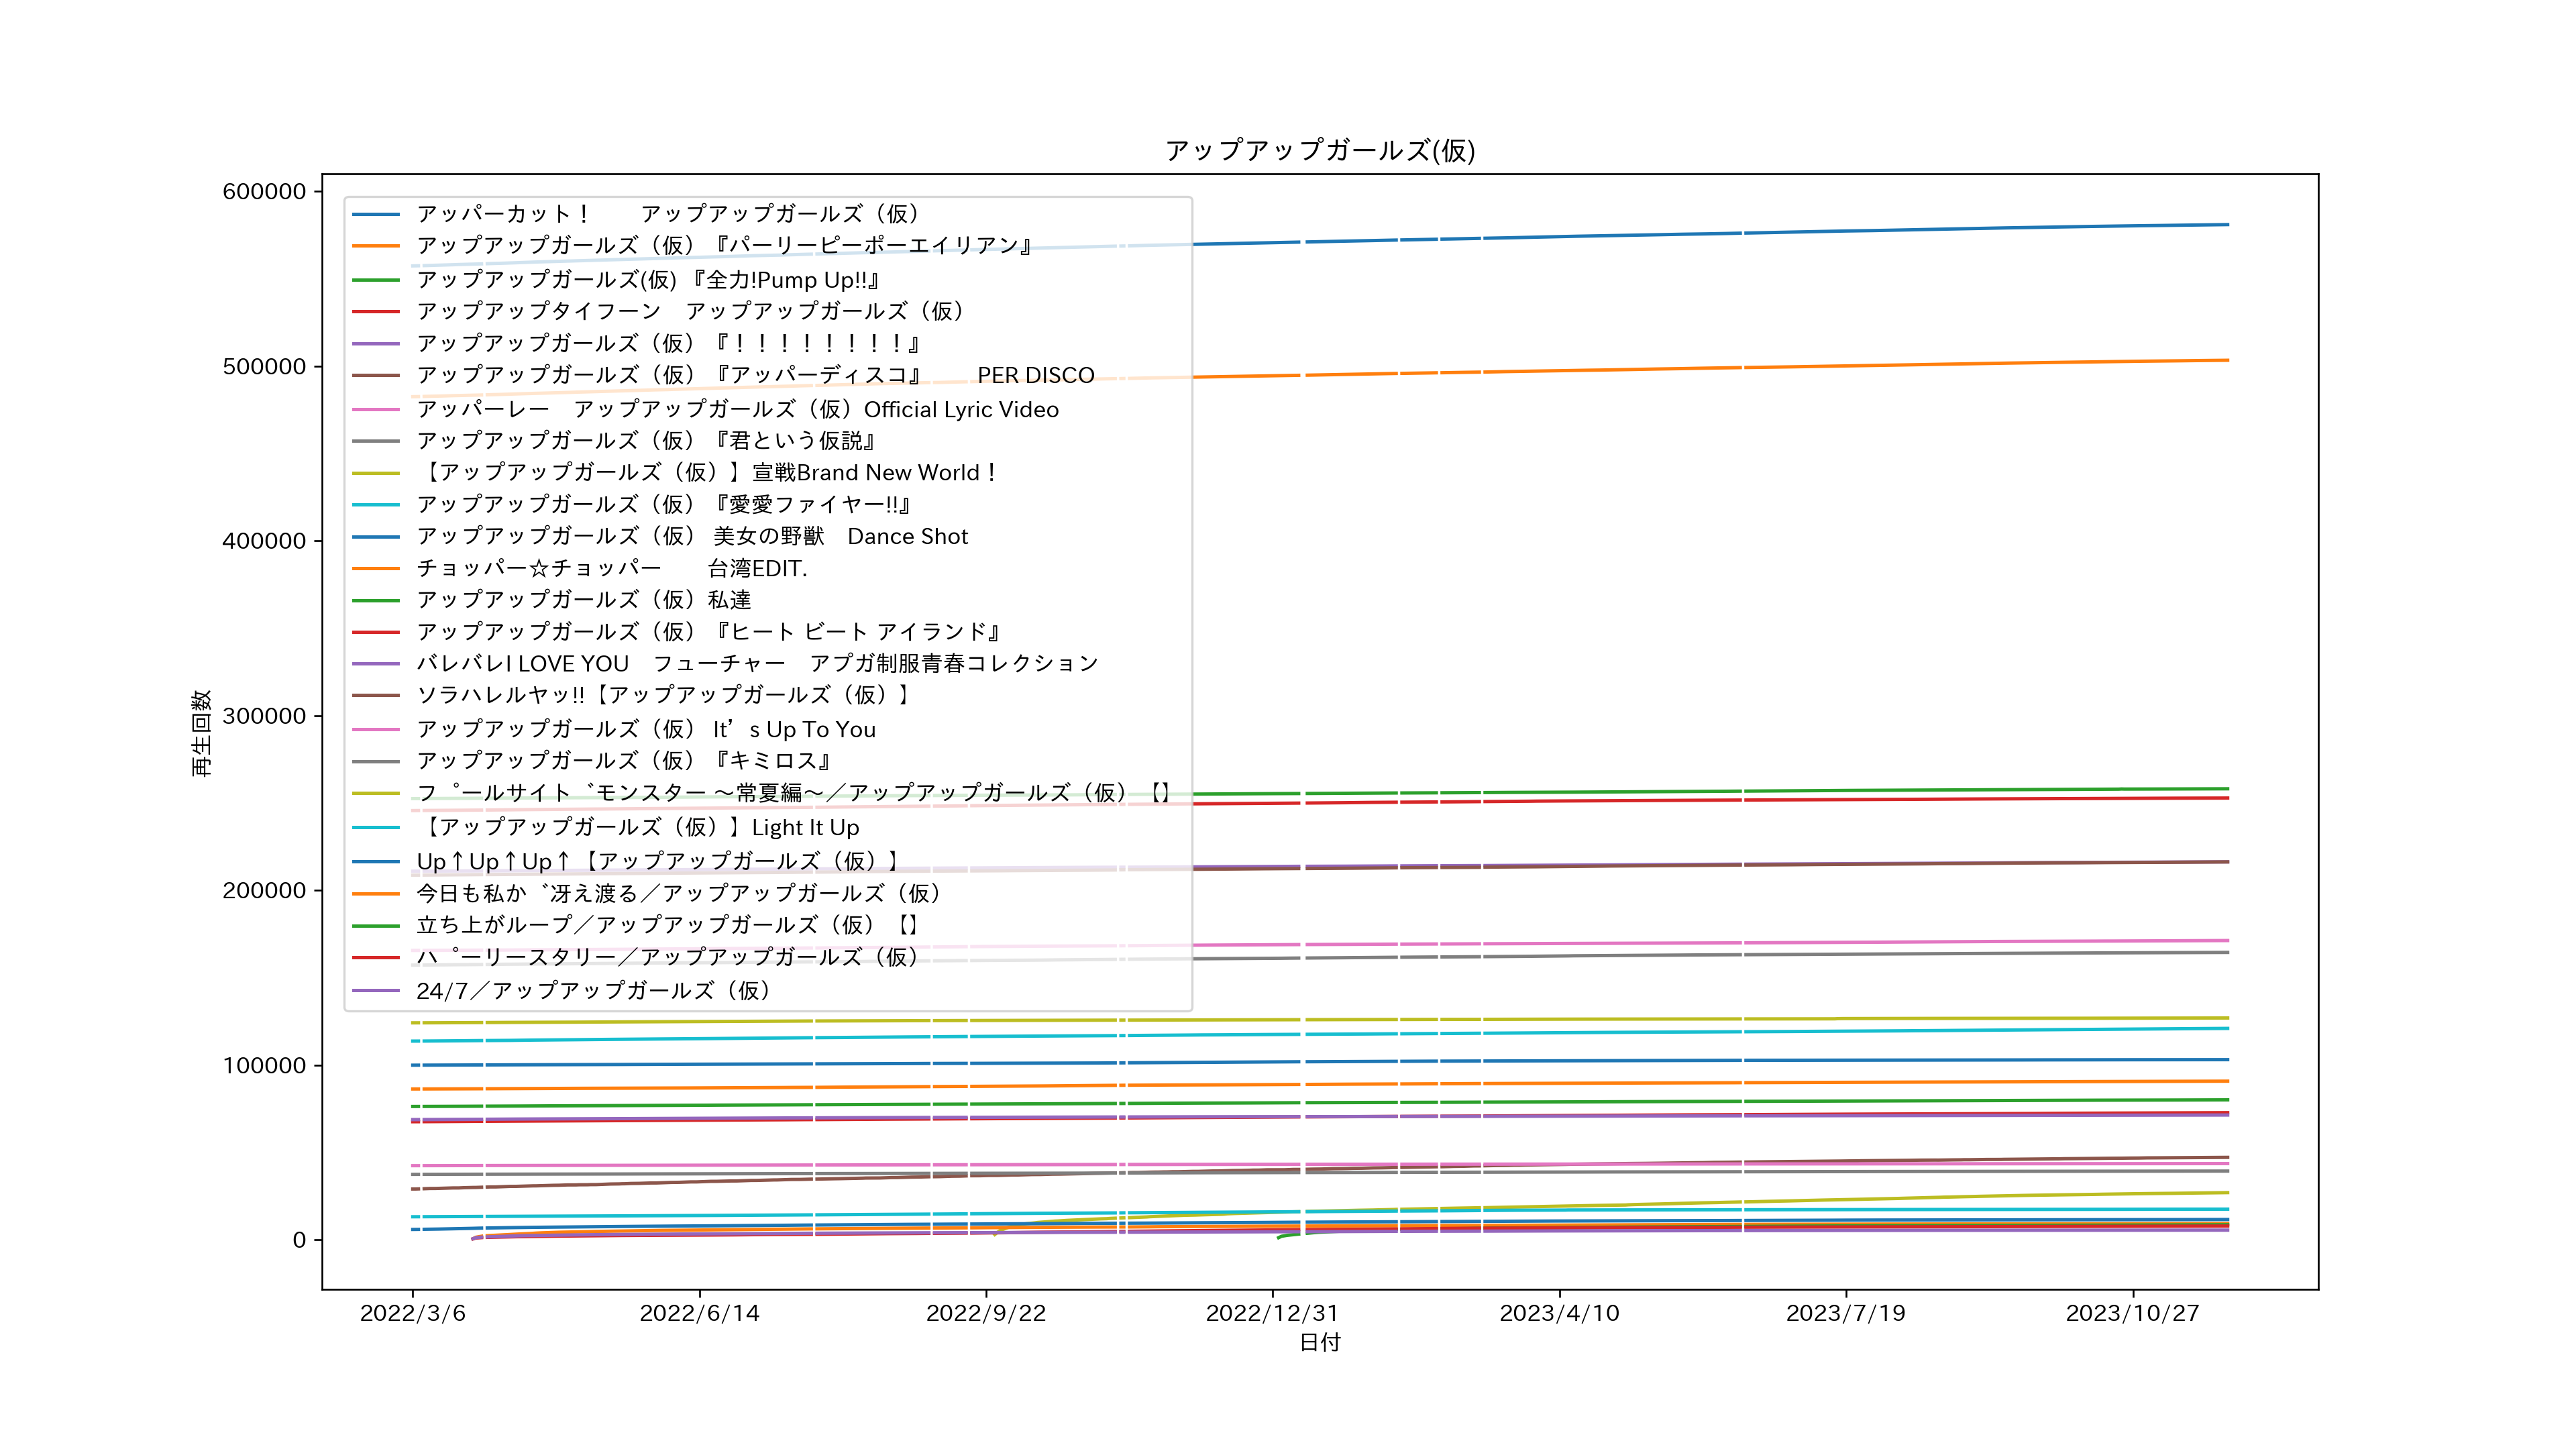 アップアップガールズ(仮)
600000
500000
400000
300000
200000
100000
0
再生回数
アッパーカット！　　アップアップガールズ（仮）
アップアップガールズ（仮）『パーリーピーポーエイリアン』
アップアップガールズ(仮) 『全力!Pump Up!!』
アップアップタイフーン　アップアップガールズ（仮）
アップアップガールズ（仮）『！！！！！！！！』
アップアップガールズ（仮）『アッパーディスコ』　　PER DISCO
アッパーレー　アップアップガールズ（仮）Official Lyric Video
アップアップガールズ（仮）『君という仮説』
【アップアップガールズ（仮）】宣戦Brand New World！
アップアップガールズ（仮）『愛愛ファイヤー!!』
アップアップガールズ（仮） 美女の野獣　Dance Shot
チョッパー☆チョッパー　　台湾EDIT.
アップアップガールズ（仮）私達
アップアップガールズ（仮）『ヒート ビート アイランド』
バレバレI LOVE YOU　フューチャー　アプガ制服青春コレクション
ソラハレルヤッ!!【アップアップガールズ（仮）】
アップアップガールズ（仮） It’s Up To You
アップアップガールズ（仮）『キミロス』
フ゜ールサイト゛モンスター ～常夏編～／アップアップガールズ（仮）【】
【アップアップガールズ（仮）】Light It Up
Up↑Up↑Up↑【アップアップガールズ（仮）】
今日も私か゛冴え渡る／アップアップガールズ（仮）
立ち上がループ／アップアップガールズ（仮）【】
ハ゜ーリースタリー／アップアップガールズ（仮）
24/7／アップアップガールズ（仮）
2022/3/6
2022/6/14
2022/9/22
2022/12/31
2023/4/10
2023/7/19
2023/10/27
日付